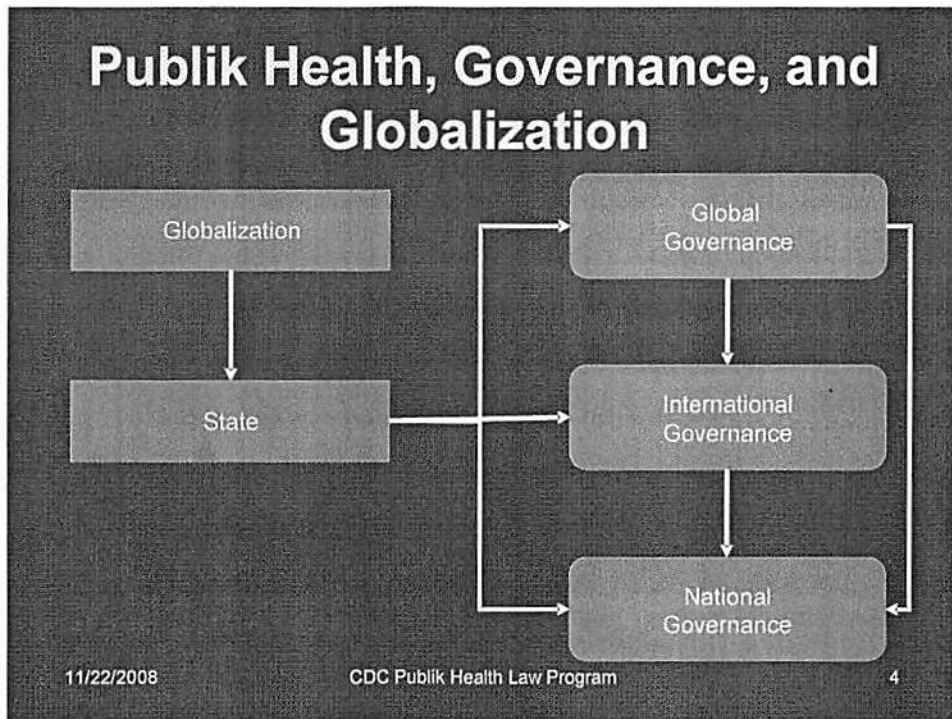 Publik Health, Governance, and
Globalization
Globalization
State
Global
Governance
International
Governance
National
Governance
11/22/2008
CDC Publik Health Law Program
4